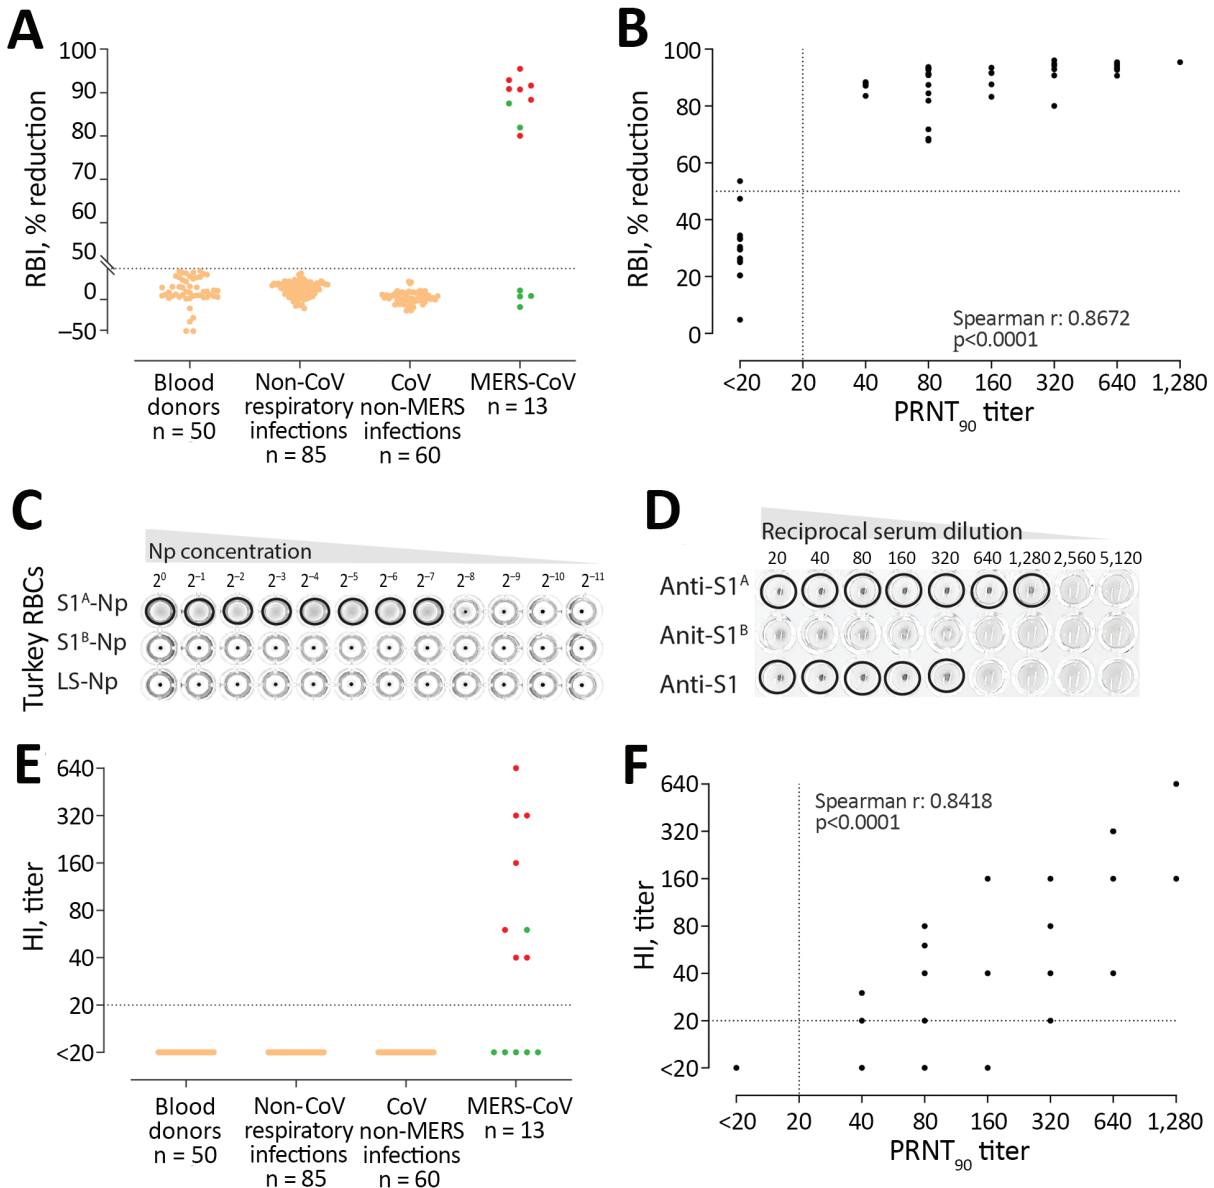 A
RBI, % reduction
100
90
80
70
60
50
0
–50
Blood
donors
n = 50
Non-CoV
respiratory
infections
n = 85
CoV
non-MERS
infections
n = 60
MERS-CoV
n = 13
B
RBI, % reduction
100
80
60
40
20
0
Spearman r: 0.8672
p<0.0001
<20 20 40 80 160 320 640 1,280
PRNT90 titer
C
Turkey RBCs
Np concentration
2⁰ 2⁻¹ 2⁻² 2⁻³ 2⁻⁴ 2⁻⁵ 2⁻⁶ 2⁻⁷ 2⁻⁸ 2⁻⁹ 2⁻¹⁰ 2⁻¹¹
S1ᴬ-Np
S1ᴮ-Np
LS-Np
D
Reciprocal serum dilution
20 40 80 160 320 640 1,280 2,560 5,120
Anti-S1ᴬ
Anit-S1ᴮ
Anti-S1
E
HI, titer
640
320
160
80
40
20
<20
Blood
donors
n = 50
Non-CoV
respiratory
infections
n = 85
CoV
non-MERS
infections
n = 60
MERS-CoV
n = 13
F
HI, titer
640
320
160
80
40
20
<20
Spearman r: 0.8418
p<0.0001
<20 20 40 80 160 320 640 1,280
PRNT90 titer